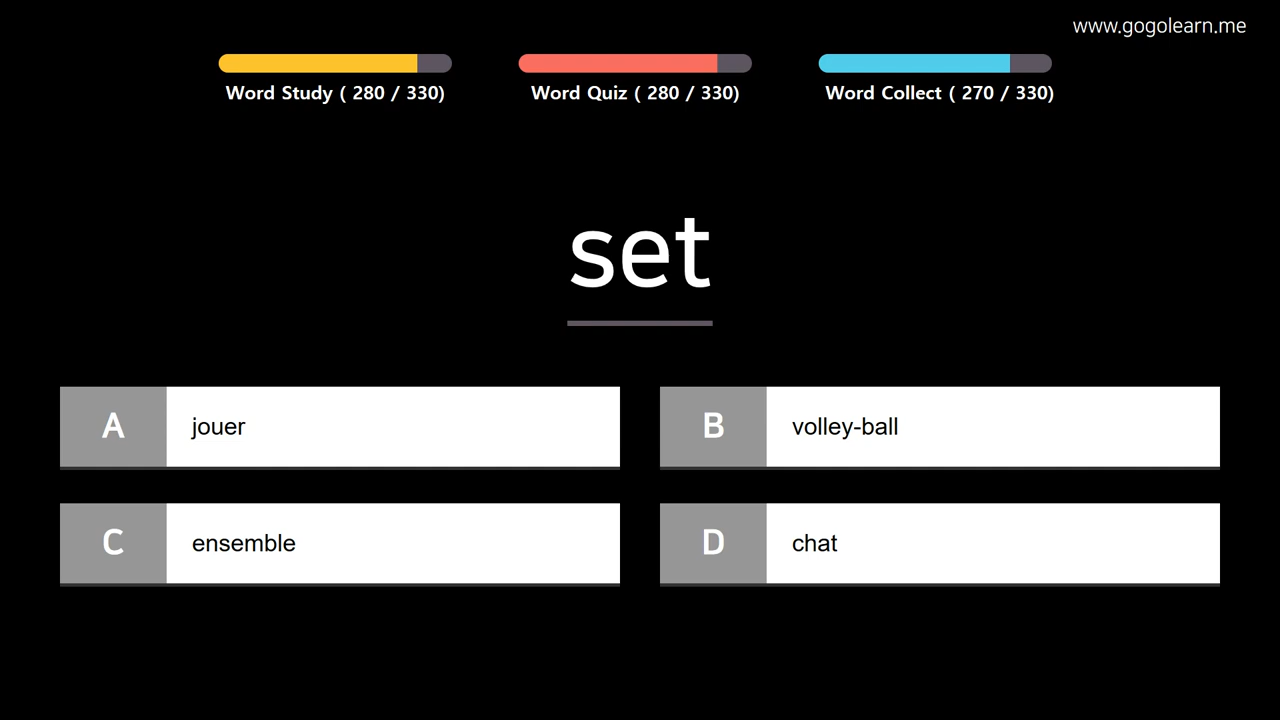 www.gogolearn.me
Word Study ( 280 / 330)
Word Quiz ( 280 / 330)
Word Collect ( 270 / 330)
set
A jouer
B volley-ball
C ensemble
D chat